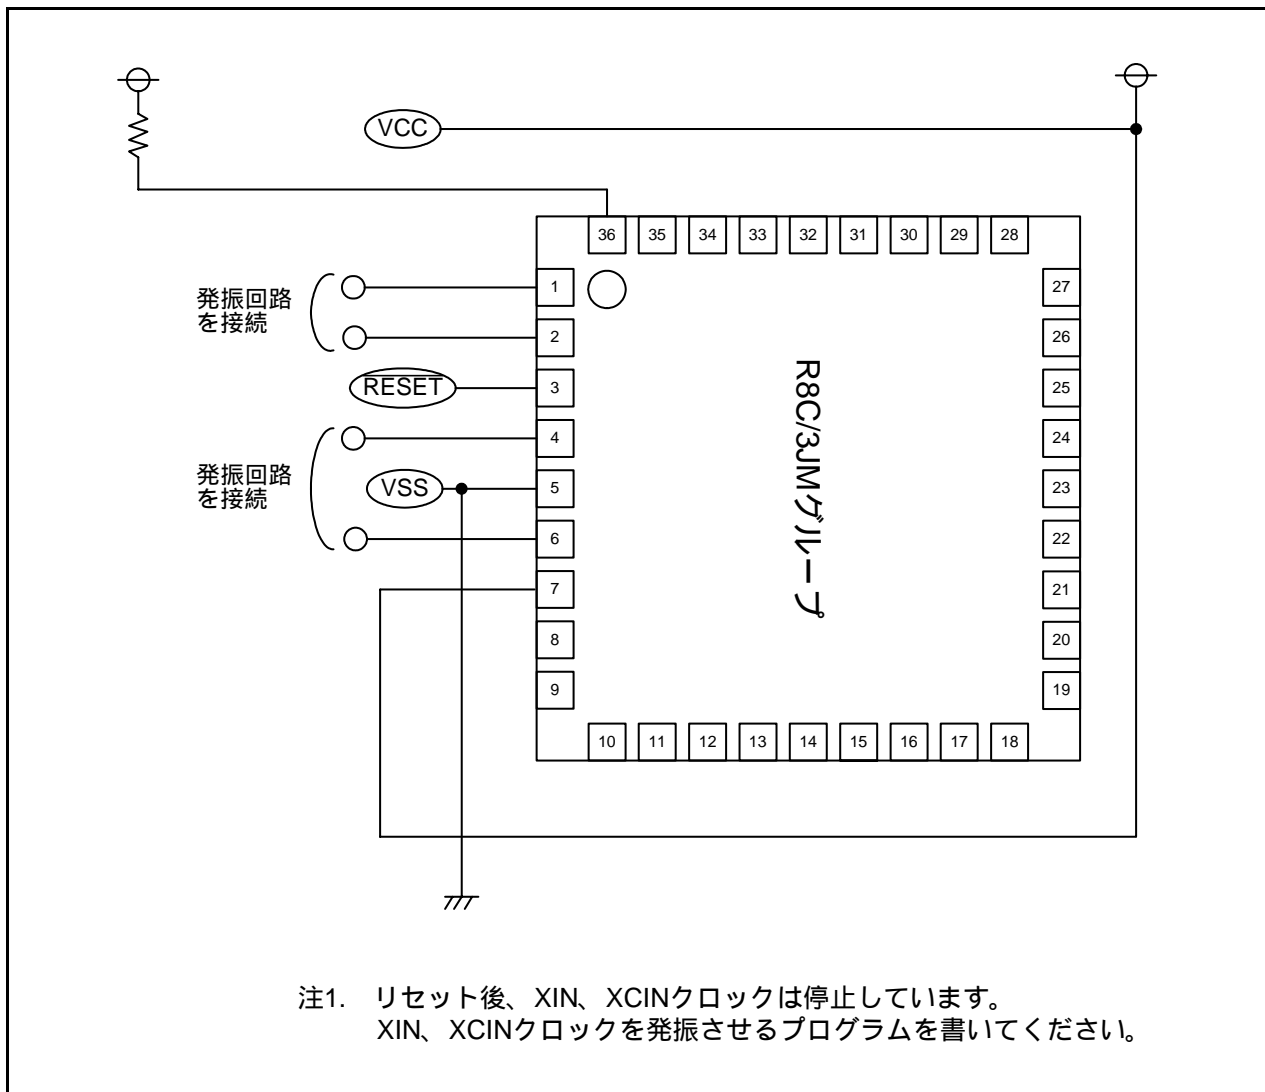 VCC
36 35 34 33 32 31 30 29 28
発振回路
を接続
1
2
RESET
3
発振回路
を接続
4
VSS
5
6
7
8
9
R8C/3JMグループ
27
26
25
24
23
22
21
20
19
10 11 12 13 14 15 16 17 18
注1. リセット後、XIN、XCINクロックは停止しています。
XIN、XCINクロックを発振させるプログラムを書いてください。